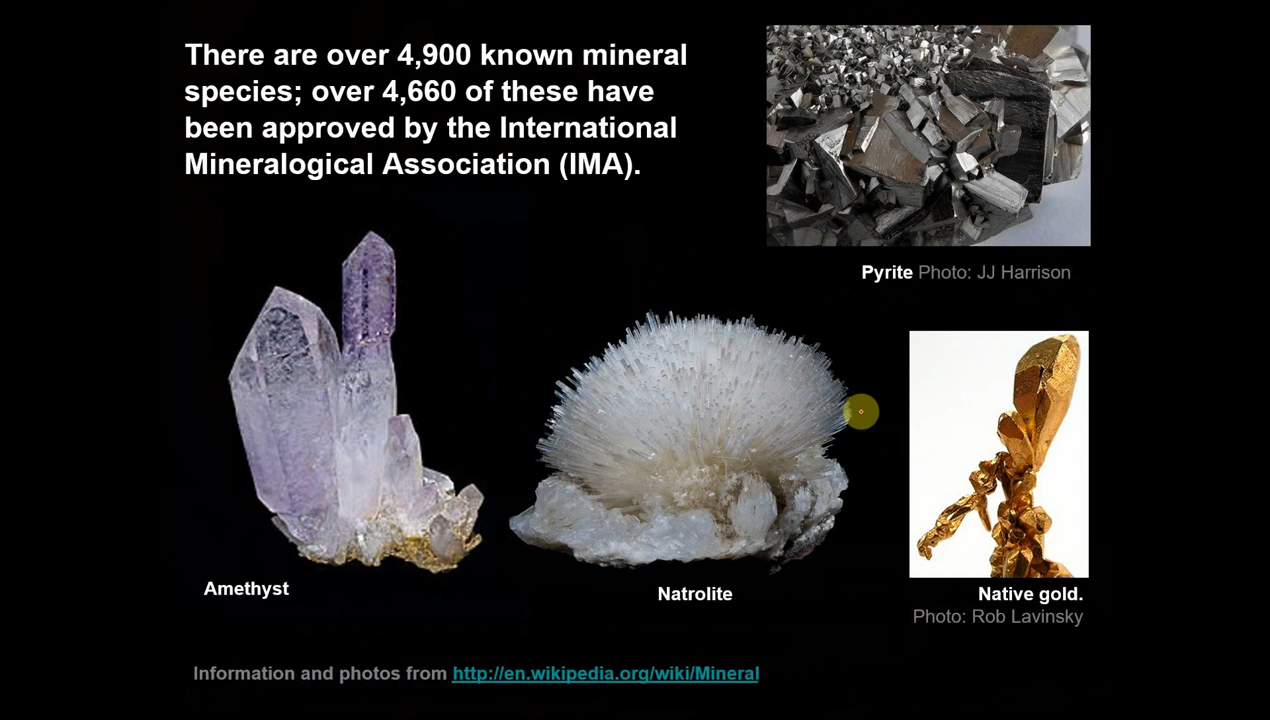 There are over 4,900 known mineral
species; over 4,660 of these have
been approved by the International
Mineralogical Association (IMA).
Pyrite Photo: JJ Harrison
Amethyst
Natrolite
Native gold.
Photo: Rob Lavinsky
Information and photos from http://en.wikipedia.org/wiki/Mineral